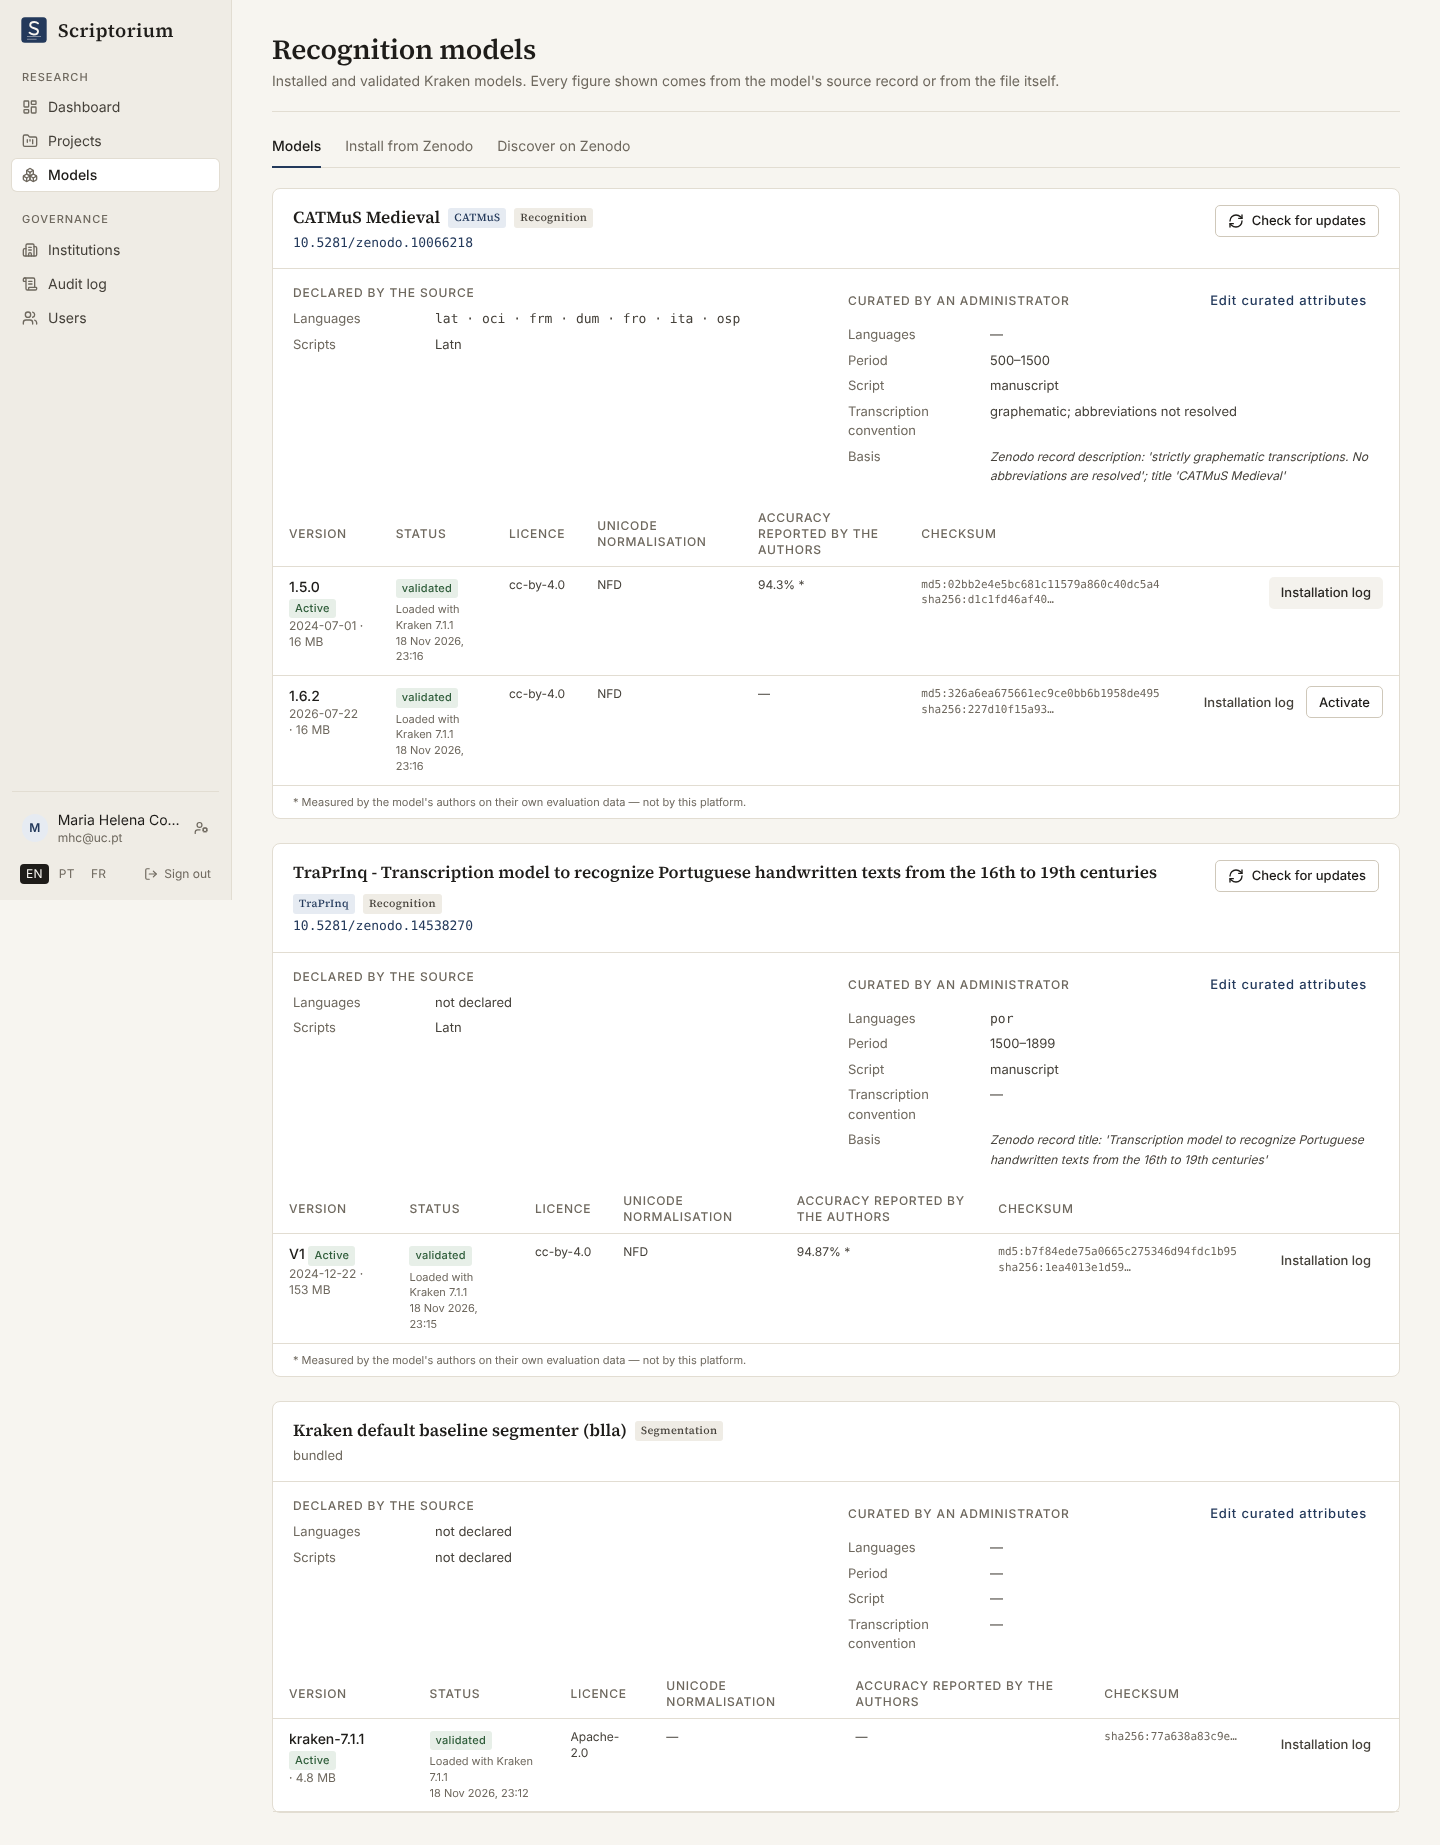 Scriptorium
RESEARCH
Dashboard
Projects
Models
GOVERNANCE
Institutions
Audit log
Users
M
Maria Helena Co...
mhc@uc.pt
EN PT FR Sign out
Recognition models
Installed and validated Kraken models. Every figure shown comes from the model's source record or from the file itself.
Models Install from Zenodo Discover on Zenodo
CATMuS Medieval CATMuS Recognition
Check for updates
10.5281/zenodo.10066218
DECLARED BY THE SOURCE
Languages lat · oci · frm · dum · fro · ita · osp
Scripts Latn
CURATED BY AN ADMINISTRATOR Edit curated attributes
Languages —
Period 500–1500
Script manuscript
Transcription graphematic; abbreviations not resolved
convention
Basis Zenodo record description: 'strictly graphematic transcriptions. No
abbreviations are resolved'; title 'CATMuS Medieval'
VERSION STATUS LICENCE UNICODE NORMALISATION ACCURACY REPORTED BY THE AUTHORS CHECKSUM
1.5.0 validated cc-by-4.0 NFD 94.3% * md5:02bb2e4e5bc681c11579a860c40dc5a4 Installation log
Active Loaded with sha256:d1c1fd46af40…
2024-07-01 · Kraken 7.1.1
16 MB 18 Nov 2026,
23:16
1.6.2 validated cc-by-4.0 NFD — md5:326a6ea675661ec9ce0bb6b1958de495 Installation log Activate
2026-07-22 Loaded with sha256:227d10f15a93…
· 16 MB Kraken 7.1.1
18 Nov 2026,
23:16
* Measured by the model's authors on their own evaluation data — not by this platform.
TraPrInq - Transcription model to recognize Portuguese handwritten texts from the 16th to 19th centuries
Check for updates
TraPrInq Recognition
10.5281/zenodo.14538270
DECLARED BY THE SOURCE
Languages not declared
Scripts Latn
CURATED BY AN ADMINISTRATOR Edit curated attributes
Languages por
Period 1500–1899
Script manuscript
Transcription —
convention
Basis Zenodo record title: 'Transcription model to recognize Portuguese
handwritten texts from the 16th to 19th centuries'
VERSION STATUS LICENCE UNICODE NORMALISATION ACCURACY REPORTED BY THE AUTHORS CHECKSUM
V1 Active validated cc-by-4.0 NFD 94.87% * md5:b7f84ede75a0665c275346d94fdc1b95 Installation log
2024-12-22 · Loaded with sha256:1ea4013e1d59…
153 MB Kraken 7.1.1
18 Nov 2026,
23:15
* Measured by the model's authors on their own evaluation data — not by this platform.
Kraken default baseline segmenter (blla) Segmentation
bundled
DECLARED BY THE SOURCE
Languages not declared
Scripts not declared
CURATED BY AN ADMINISTRATOR Edit curated attributes
Languages —
Period —
Script —
Transcription —
convention
VERSION STATUS LICENCE UNICODE NORMALISATION ACCURACY REPORTED BY THE AUTHORS CHECKSUM
kraken-7.1.1 validated Apache-2.0 — — sha256:77a638a83c9e… Installation log
Active Loaded with Kraken
· 4.8 MB 7.1.1
18 Nov 2026, 23:12